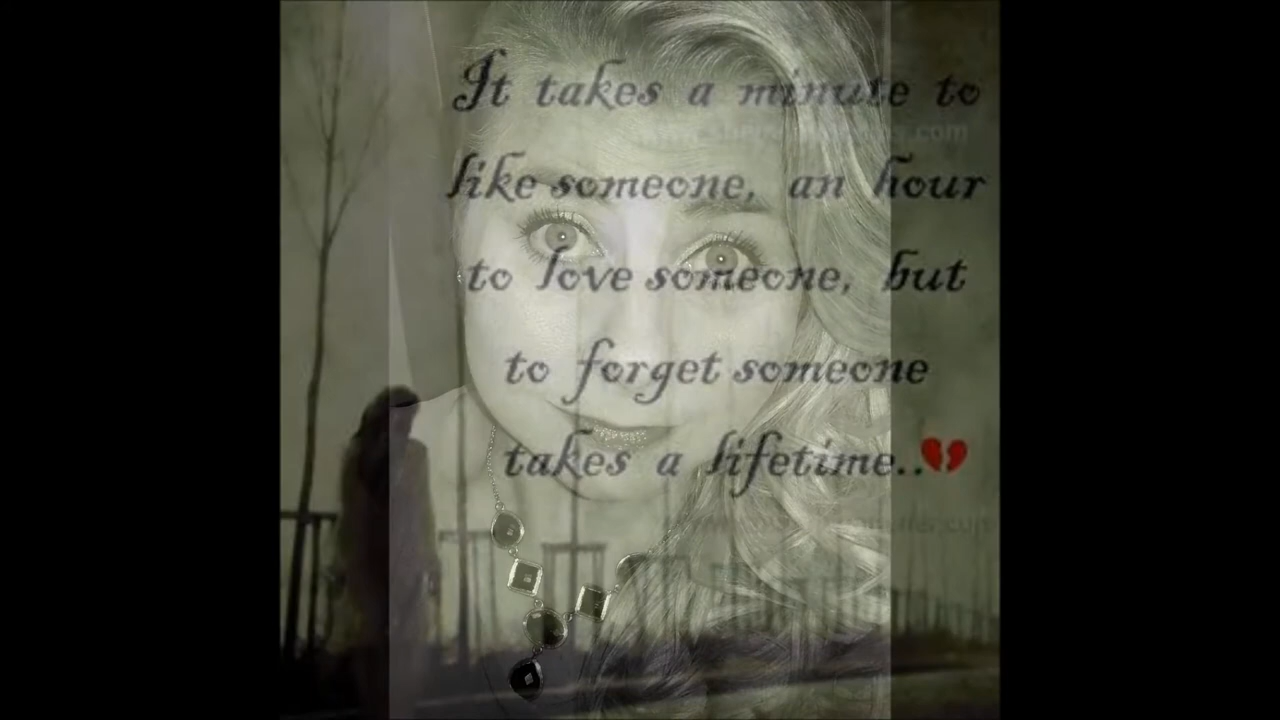 It takes a minute to
like someone, an hour
to love someone, but
to forget someone
takes a lifetime..💔